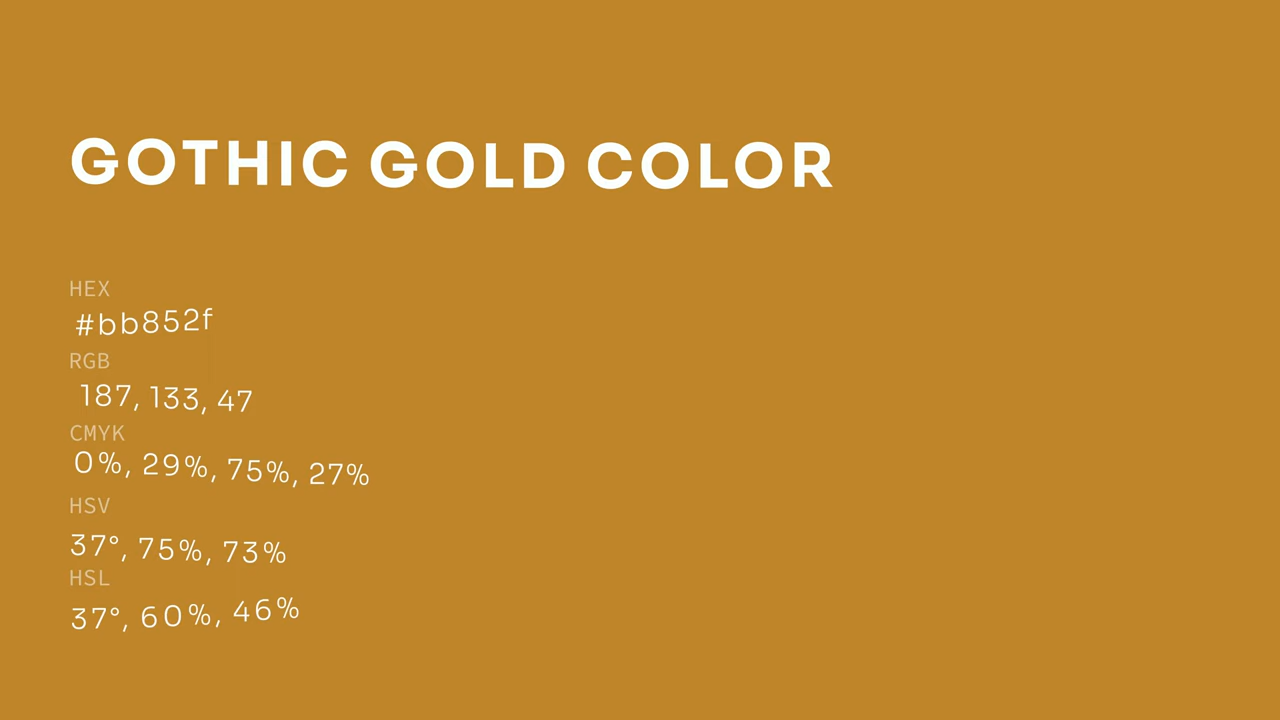 GOTHIC GOLD COLOR
HEX
#bb852f
RGB
187, 133, 47
CMYK
0%, 29%, 75%, 27%
HSV
37°, 75%, 73%
HSL
37°, 60%, 46%